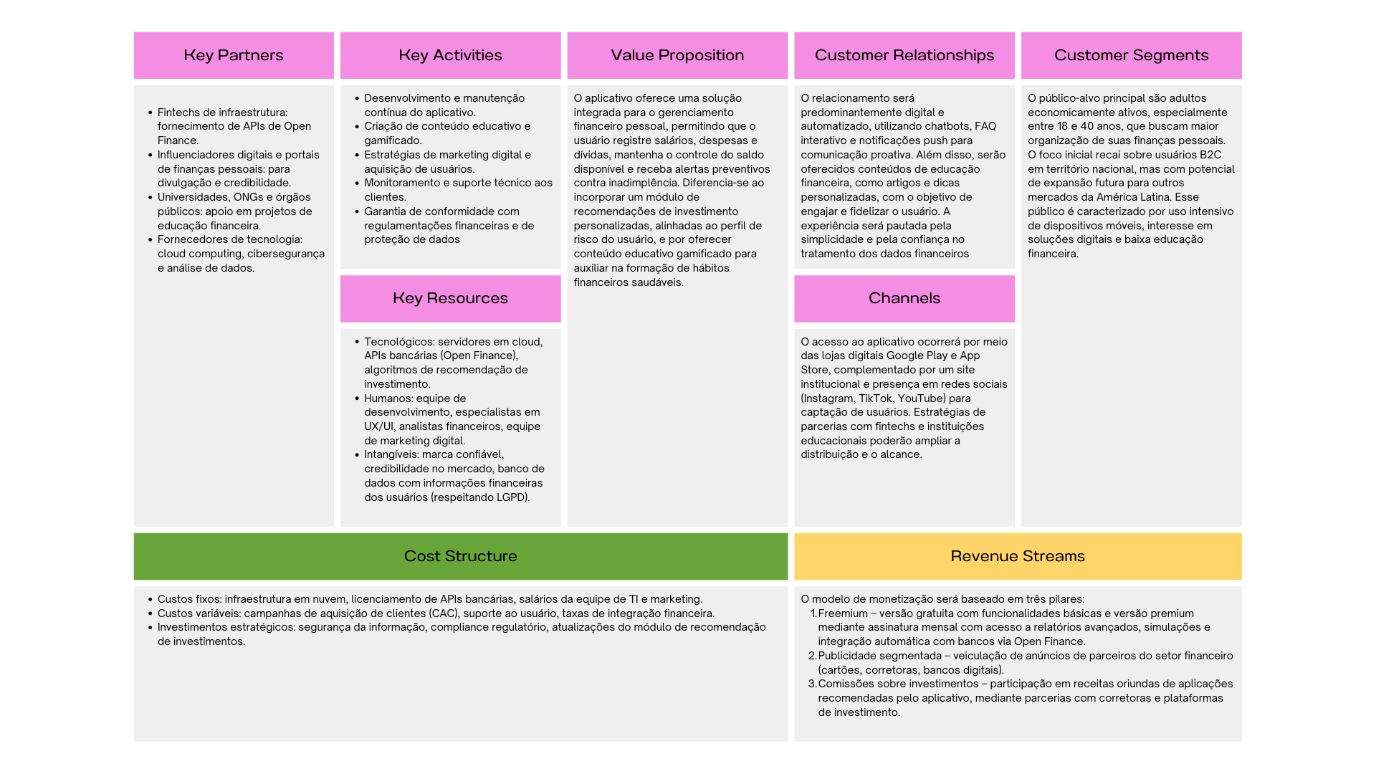 Key Partners
• Fintechs de infraestrutura:
fornecimento de APIs de Open
Finance.
• Influenciadores digitais e portais
de finanças pessoais: para
divulgação e credibilidade.
• Universidades, ONGs e órgãos
públicos: apoio em projetos de
educação financeira.
• Fornecedores de tecnologia:
cloud computing, cibersegurança
e análise de dados.
Key Activities
• Desenvolvimento e manutenção
contínua do aplicativo.
• Criação de conteúdo educativo e
gamificado.
• Estratégias de marketing digital e
aquisição de usuários.
• Monitoramento e suporte técnico aos
clientes.
• Garantia de conformidade com
regulamentações financeiras e de
proteção de dados
Key Resources
• Tecnológicos: servidores em cloud,
APIs bancárias (Open Finance),
algoritmos de recomendação de
investimento.
• Humanos: equipe de
desenvolvimento, especialistas em
UX/UI, analistas financeiros, equipe
de marketing digital.
• Intangíveis: marca confiável,
credibilidade no mercado, banco de
dados com informações financeiras
dos usuários (respeitando LGPD).
Value Proposition
O aplicativo oferece uma solução
integrada para o gerenciamento
financeiro pessoal, permitindo que o
usuário registre salários, despesas e
dívidas, mantenha o controle do saldo
disponível e receba alertas preventivos
contra inadimplência. Diferencia-se ao
incorporar um módulo de
recomendações de investimento
personalizadas, alinhadas ao perfil de
risco do usuário, e por oferecer
conteúdo educativo gamificado para
auxiliar na formação de hábitos
financeiros saudáveis.
Customer Relationships
O relacionamento será
predominantemente digital e
automatizado, utilizando chatbots, FAQ
interativo e notificações push para
comunicação proativa. Além disso, serão
oferecidos conteúdos de educação
financeira, como artigos e dicas
personalizadas, com o objetivo de
engajar e fidelizar o usuário. A
experiência será pautada pela
simplicidade e pela confiança no
tratamento dos dados financeiros
Channels
O acesso ao aplicativo ocorrerá por meio
das lojas digitais Google Play e App
Store, complementado por um site
institucional e presença em redes sociais
(Instagram, TikTok, YouTube) para
captação de usuários. Estratégias de
parcerias com fintechs e instituições
educacionais poderão ampliar a
distribuição e o alcance.
Customer Segments
O público-alvo principal são adultos
economicamente ativos, especialmente
entre 18 e 40 anos, que buscam maior
organização de suas finanças pessoais.
O foco inicial recai sobre usuários B2C
em território nacional, mas com potencial
de expansão futura para outros
mercados da América Latina. Esse
público é caracterizado por uso intensivo
de dispositivos móveis, interesse em
soluções digitais e baixa educação
financeira.
Cost Structure
• Custos fixos: infraestrutura em nuvem, licenciamento de APIs bancárias, salários da equipe de TI e marketing.
• Custos variáveis: campanhas de aquisição de clientes (CAC), suporte ao usuário, taxas de integração financeira.
• Investimentos estratégicos: segurança da informação, compliance regulatório, atualizações do módulo de recomendação
de investimentos.
Revenue Streams
O modelo de monetização será baseado em três pilares:
1. Freemium – versão gratuita com funcionalidades básicas e versão premium
mediante assinatura mensal com acesso a relatórios avançados, simulações e
integração automática com bancos via Open Finance.
2. Publicidade segmentada – veiculação de anúncios de parceiros do setor financeiro
(cartões, corretoras, bancos digitais).
3. Comissões sobre investimentos – participação em receitas oriundas de aplicações
recomendadas pelo aplicativo, mediante parcerias com corretoras e plataformas
de investimento.